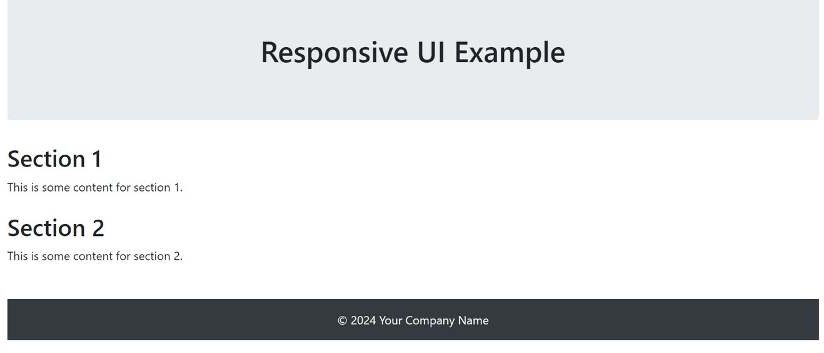 Responsive UI Example
Section 1
This is some content for section 1.
Section 2
This is some content for section 2.
© 2024 Your Company Name